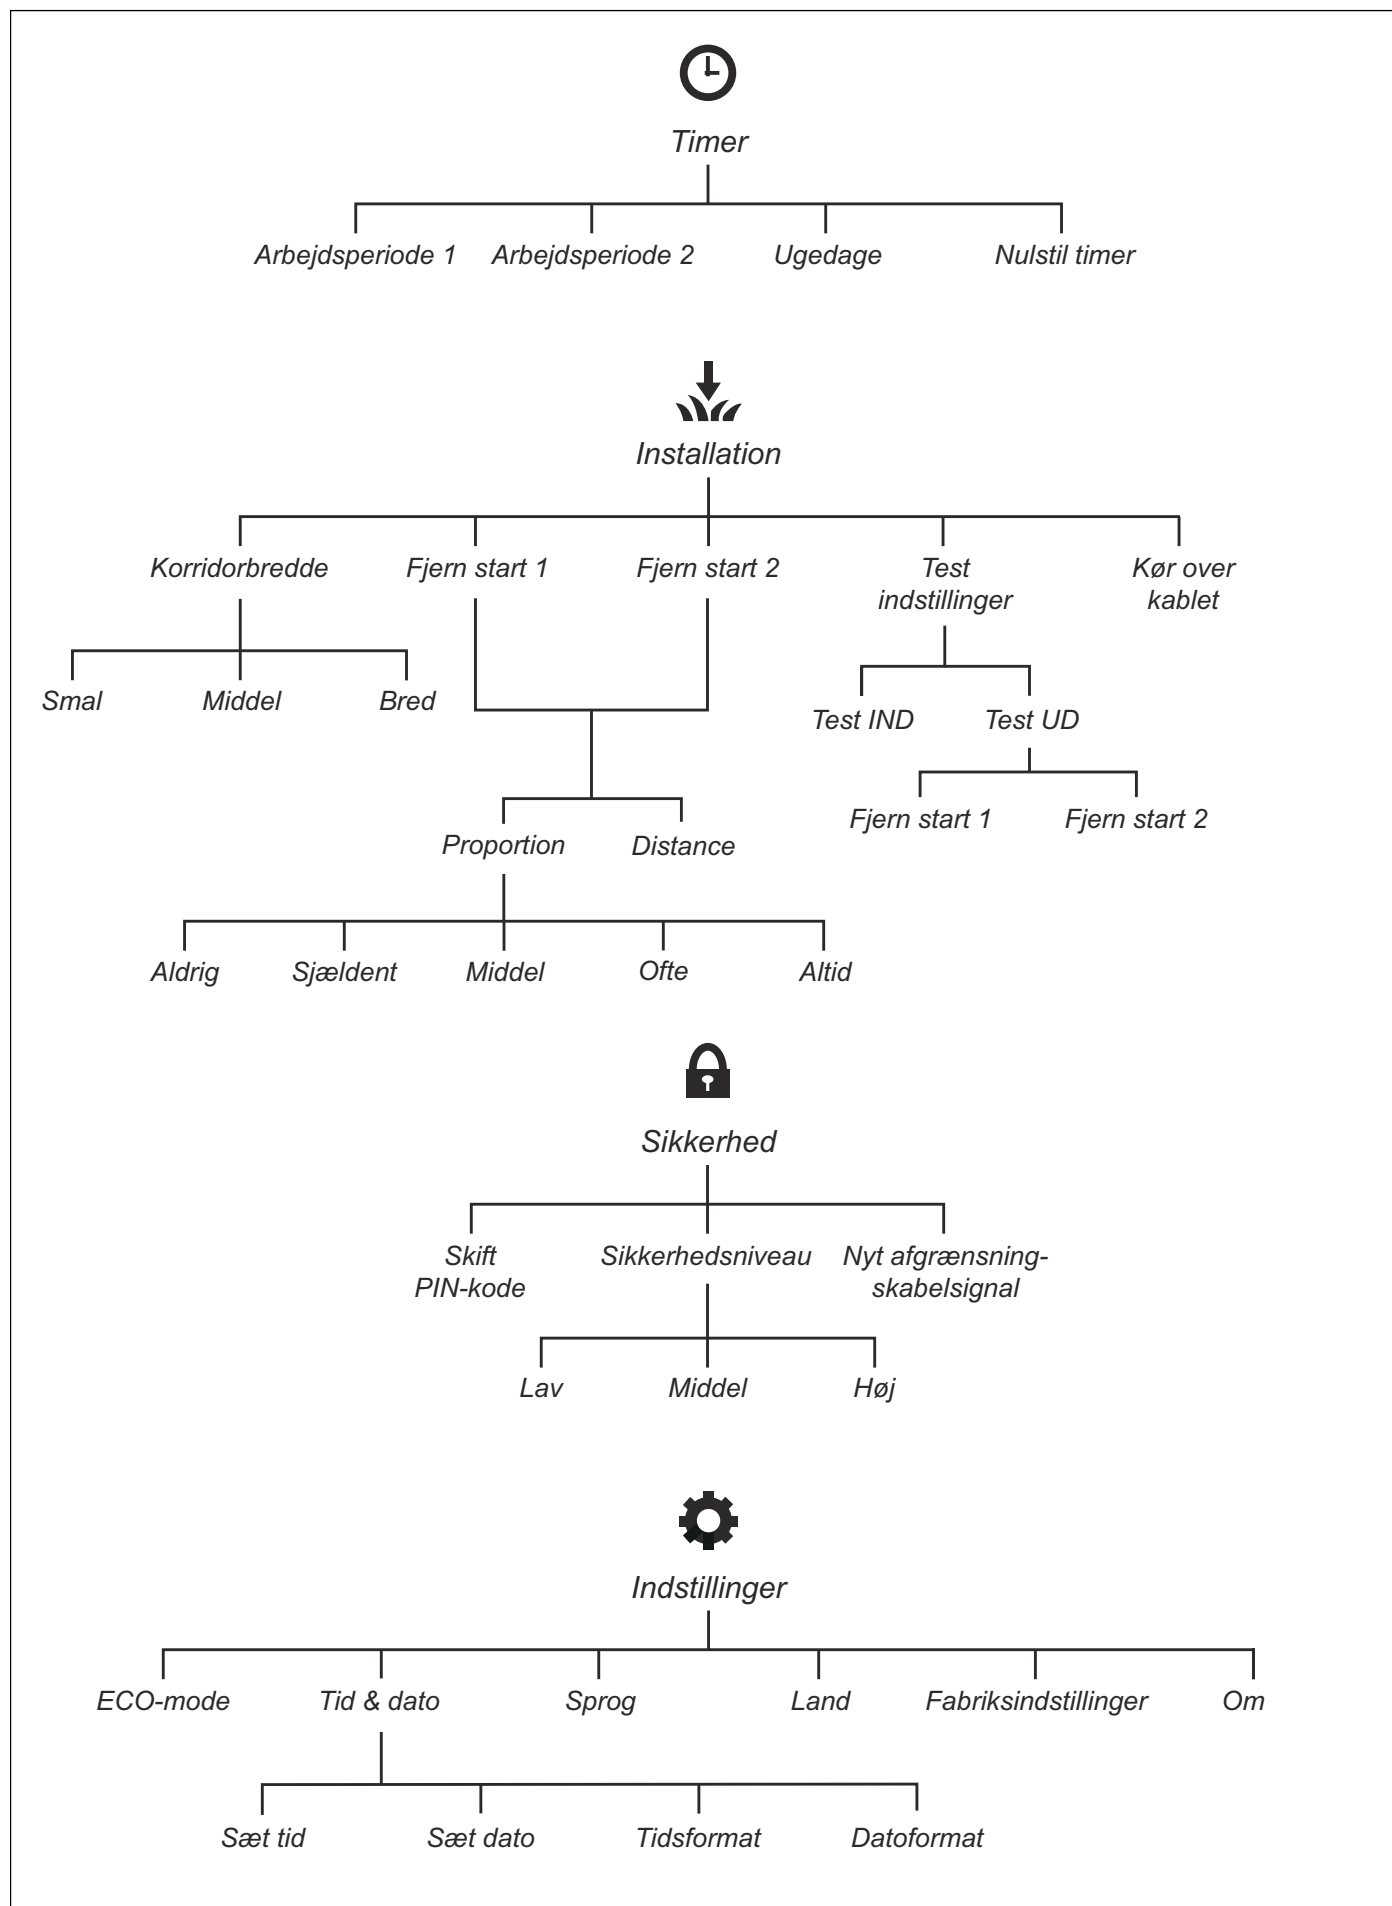 Timer
Arbejdsperiode 1 Arbejdsperiode 2 Ugedage Nulstil timer
Installation
Korridorbredde Fjern start 1 Fjern start 2 Test Kør over
indstillinger kablet
Smal Middel Bred
Test IND Test UD
Fjern start 1 Fjern start 2
Proportion Distance
Aldrig Sjældent Middel Ofte Altid
Sikkerhed
Skift Sikkerhedsniveau Nyt afgrænsning-
PIN-kode skabelsignal
Lav Middel Høj
Indstillinger
ECO-mode Tid & dato Sprog Land Fabriksindstillinger Om
Sæt tid Sæt dato Tidsformat Datoformat